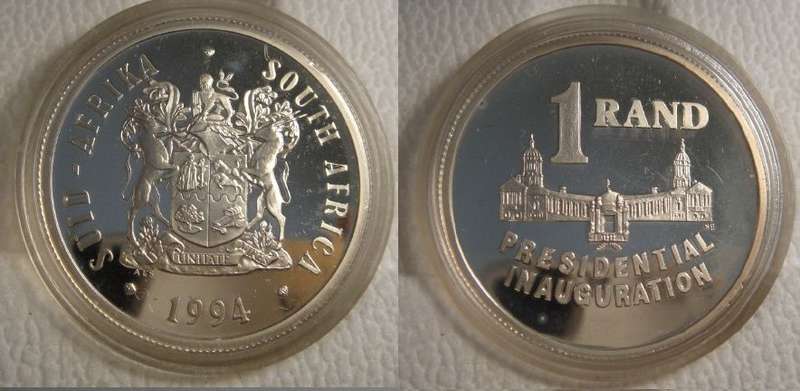 SUID - AFRIKA
SOUTH AFRICA
UNITATE
1994
1 RAND
PRESIDENTIAL
INAUGURATION